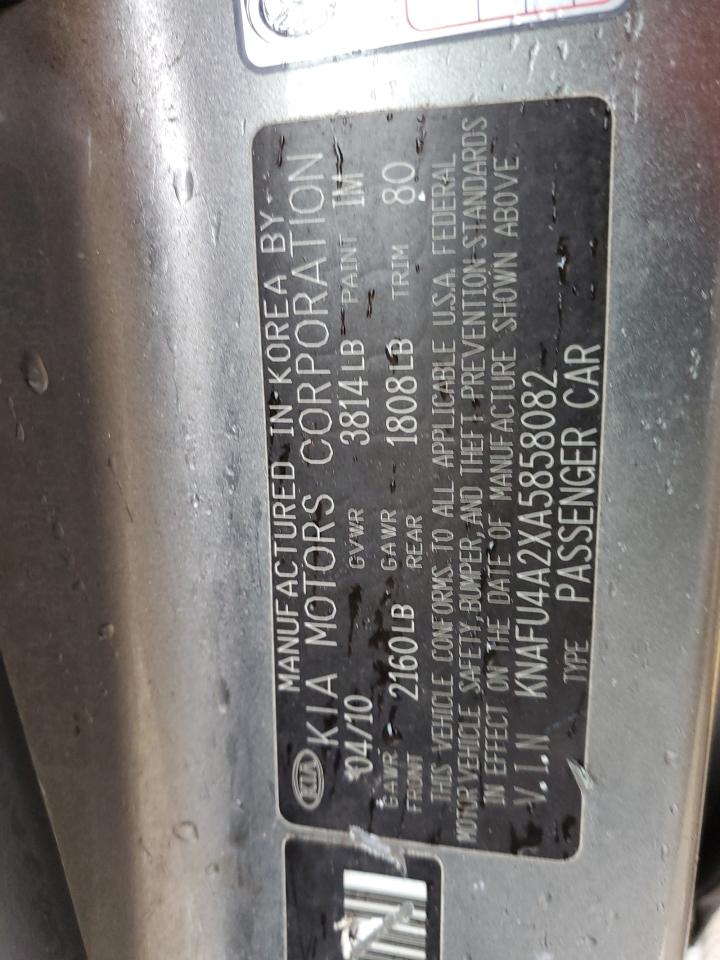 MANUFACTURED IN KOREA BY
KIA KIA MOTORS CORPORATION
04/10 GVWR 3814LB PAINT IM
GAWR FRONT 2160LB GAWR REAR 1808LB TRIM 80
THIS VEHICLE CONFORMS TO ALL APPLICABLE U.S.A. FEDERAL
MOTOR VEHICLE SAFETY, BUMPER, AND THEFT PREVENTION STANDARDS
IN EFFECT ON THE DATE OF MANUFACTURE SHOWN ABOVE.
V.I.N KNAFU4A2XA5858082
TYPE PASSENGER CAR